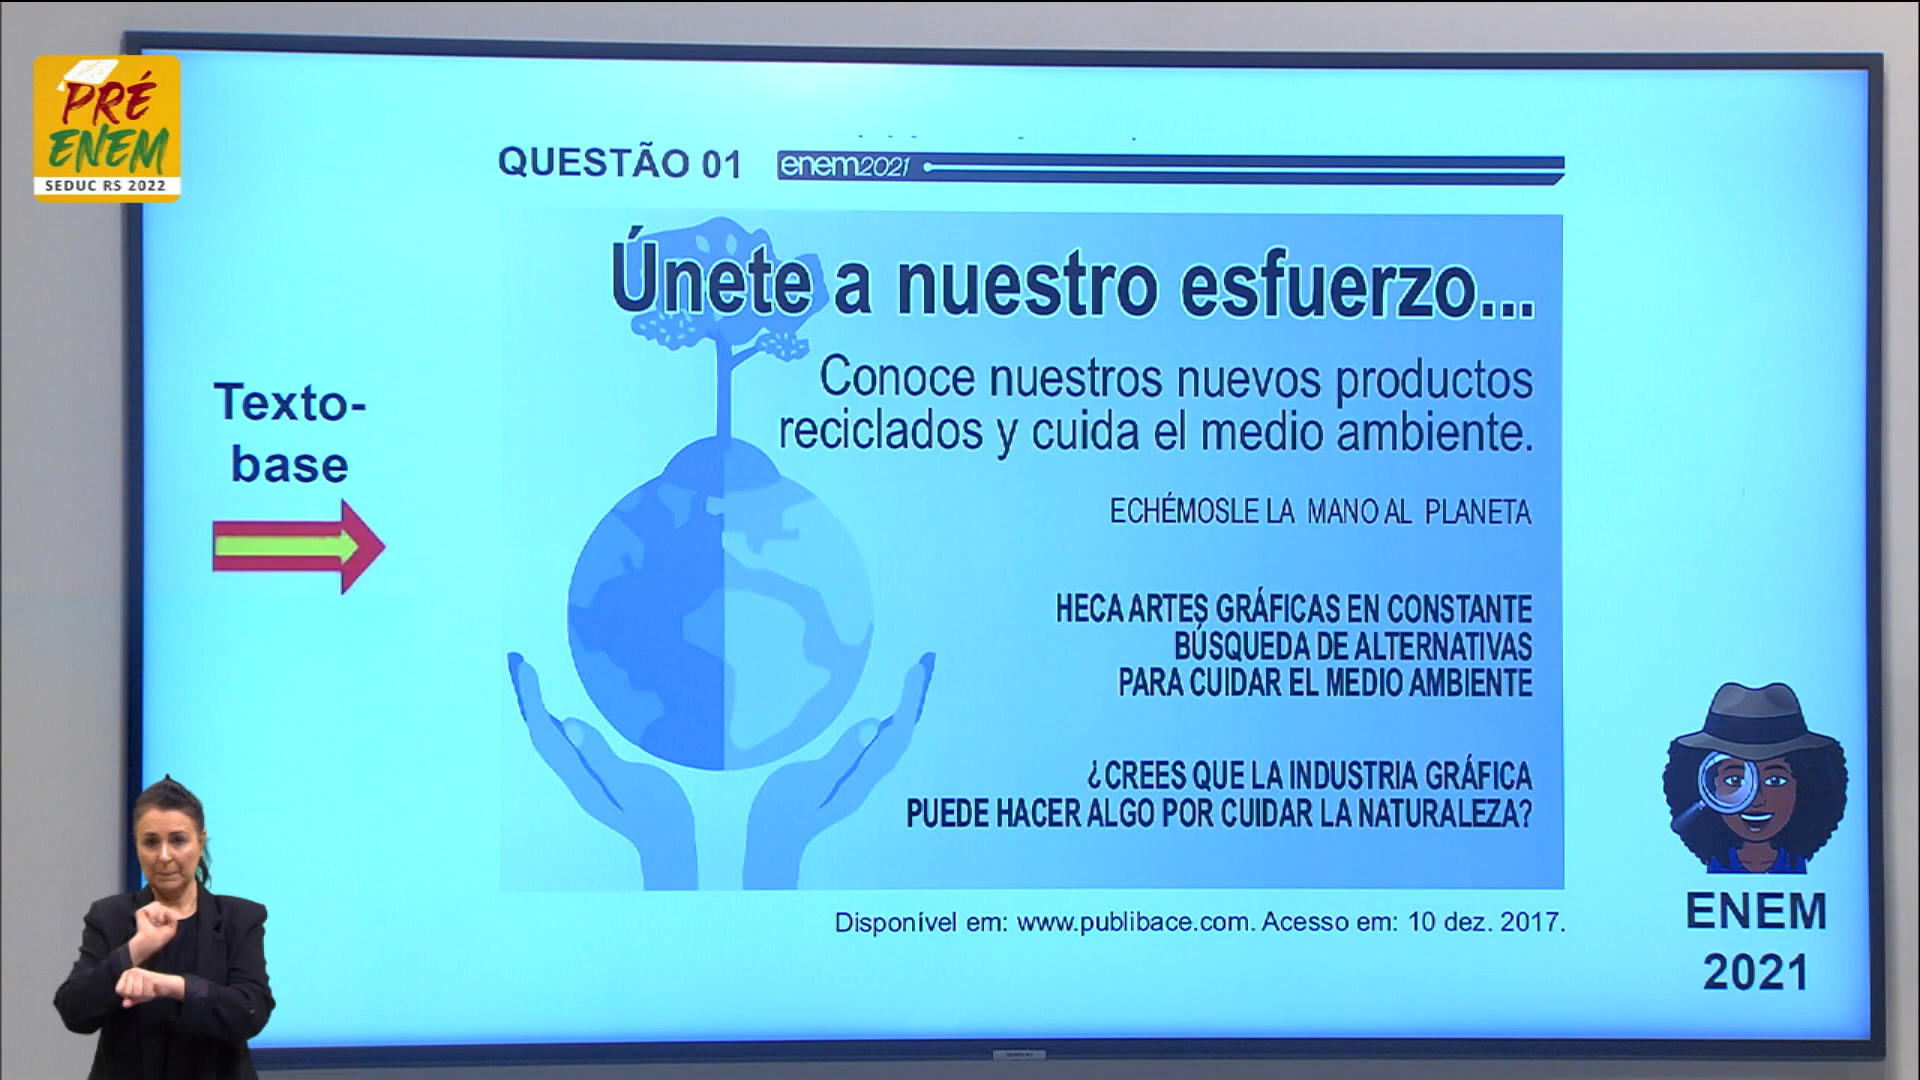 PRÉ
ENEM
SEDUC RS 2022
QUESTÃO 01
enem2021
Únete a nuestro esfuerzo...
Conoce nuestros nuevos productos
reciclados y cuida el medio ambiente.
ECHÉMOSLE LA MANO AL PLANETA
HECA ARTES GRÁFICAS EN CONSTANTE
BÚSQUEDA DE ALTERNATIVAS
PARA CUIDAR EL MEDIO AMBIENTE
¿CREES QUE LA INDUSTRIA GRÁFICA
PUEDE HACER ALGO POR CUIDAR LA NATURALEZA?
Disponível em: www.publibace.com. Acesso em: 10 dez. 2017.
Texto-
base
ENEM
2021